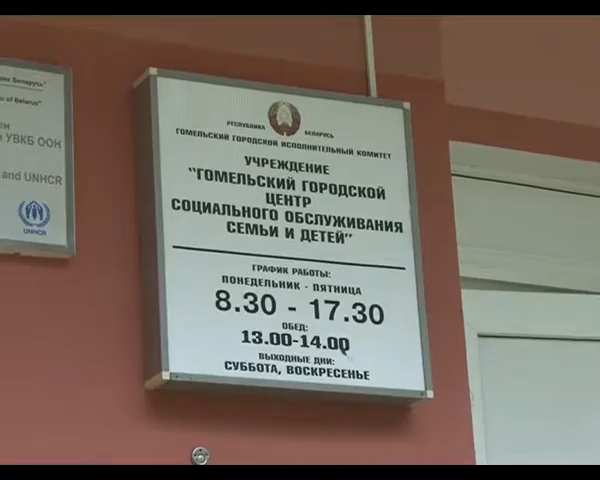 Беларусь"
of Belarus"
УВКБ ООН
and UNHCR
UNHCR
РЕСПУБЛИКА БЕЛАРУСЬ
ГОМЕЛЬСКИЙ ГОРОДСКОЙ ИСПОЛНИТЕЛЬНЫЙ КОМИТЕТ
УЧРЕЖДЕНИЕ
"ГОМЕЛЬСКИЙ ГОРОДСКОЙ
ЦЕНТР
СОЦИАЛЬНОГО ОБСЛУЖИВАНИЯ
СЕМЬИ И ДЕТЕЙ"
ГРАФИК РАБОТЫ:
ПОНЕДЕЛЬНИК - ПЯТНИЦА
8.30 - 17.30
ОБЕД:
13.00-14.00
ВЫХОДНЫЕ ДНИ:
СУББОТА, ВОСКРЕСЕНЬЕ